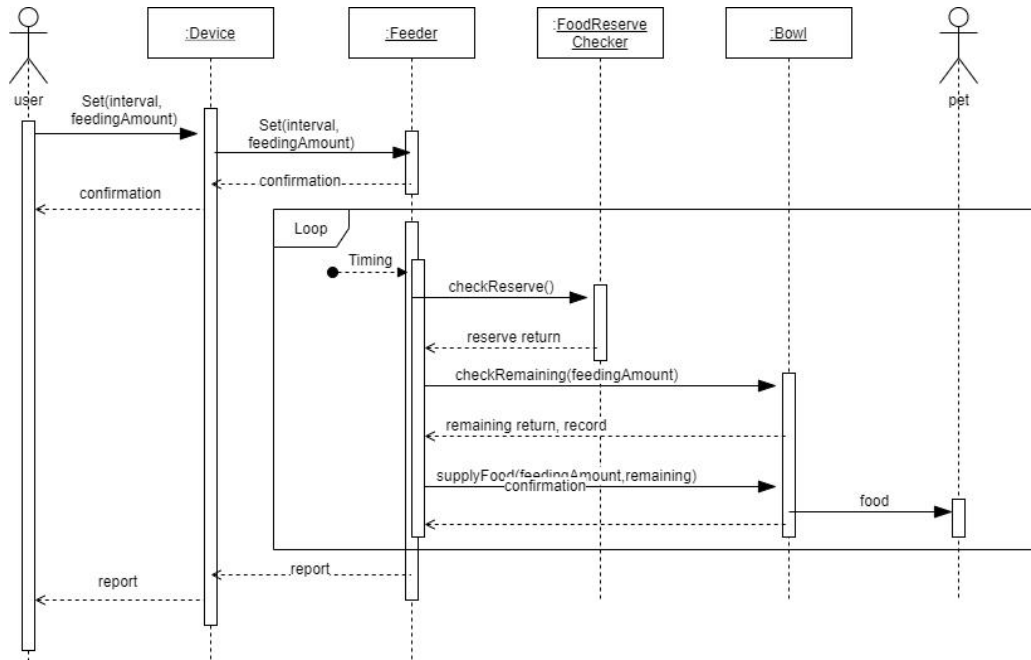 :Device
:Feeder
:FoodReserve
Checker
:Bowl
user
pet
Set(interval,
feedingAmount)
Set(interval,
feedingAmount)
confirmation
confirmation
Loop
Timing
checkReserve()
reserve return
checkRemaining(feedingAmount)
remaining return, record
supplyFood(feedingAmount,remaining)
confirmation
food
report
report